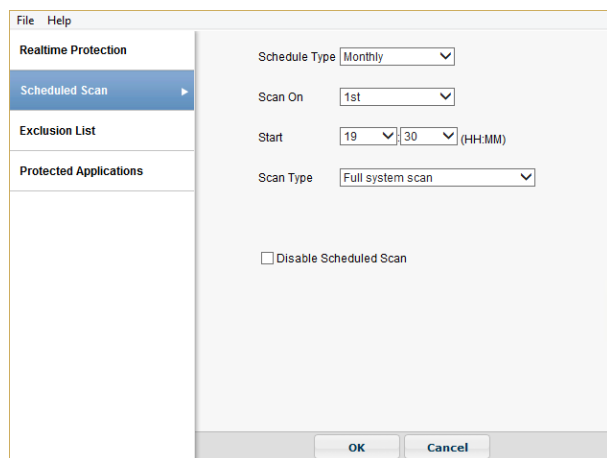 File Help
Realtime Protection
Scheduled Scan
Exclusion List
Protected Applications
Schedule Type Monthly
Scan On 1st
Start 19 : 30 (HH:MM)
Scan Type Full system scan
Disable Scheduled Scan
OK Cancel